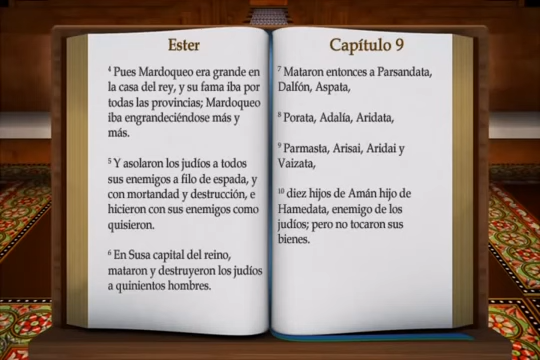 Ester
⁴ Pues Mardoqueo era grande en
la casa del rey, y su fama iba por
todas las provincias; Mardoqueo
iba engrandeciéndose más y
más.
⁵ Y asolaron los judíos a todos
sus enemigos a filo de espada, y
con mortandad y destrucción, e
hicieron con sus enemigos como
quisieron.
⁶ En Susa capital del reino,
mataron y destruyeron los judíos
a quinientos hombres.
Capítulo 9
⁷ Mataron entonces a Parsandata,
Dalfón, Aspata,
⁸ Porata, Adalía, Aridata,
⁹ Parmasta, Arisai, Aridai y
Vaizata,
¹⁰ diez hijos de Amán hijo de
Hamedata, enemigo de los
judíos; pero no tocaron sus
bienes.